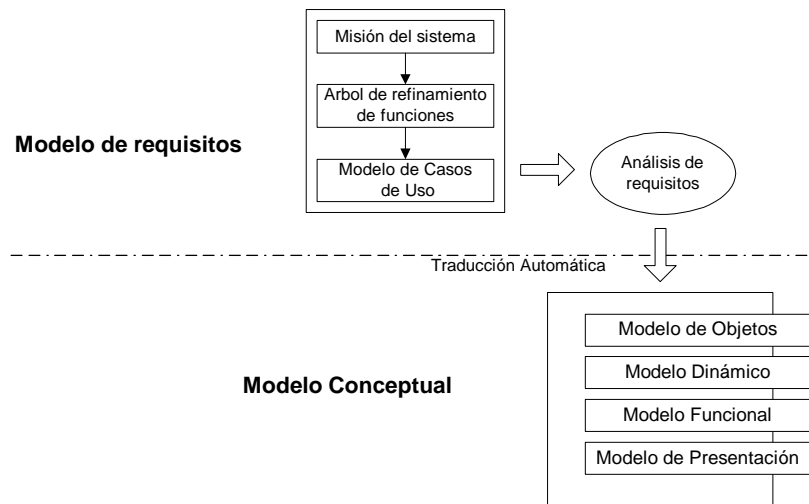 Misión del sistema
Arbol de refinamiento
de funciones
Modelo de requisitos
Modelo de Casos
de Uso
Análisis de
requisitos
Traducción Automática
Modelo de Objetos
Modelo Dinámico
Modelo Conceptual
Modelo Funcional
Modelo de Presentación